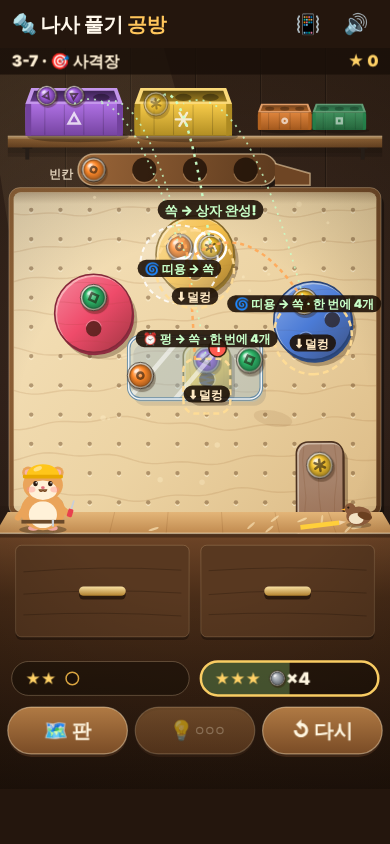 나사 풀기 공방
3-7 · 🎯 사격장
★ 0
빈칸
쏙 → 상자 완성!
🌀 띠용 → 쏙
⬇덜컹
🌀 띠용 → 쏙 · 한 번에 4개
⬇덜컹
⏰ 펑 → 쏙 · 한 번에 4개
⬇덜컹
★★ ○
★★★ ×4
🗺️ 판
💡○○○
↺ 다시